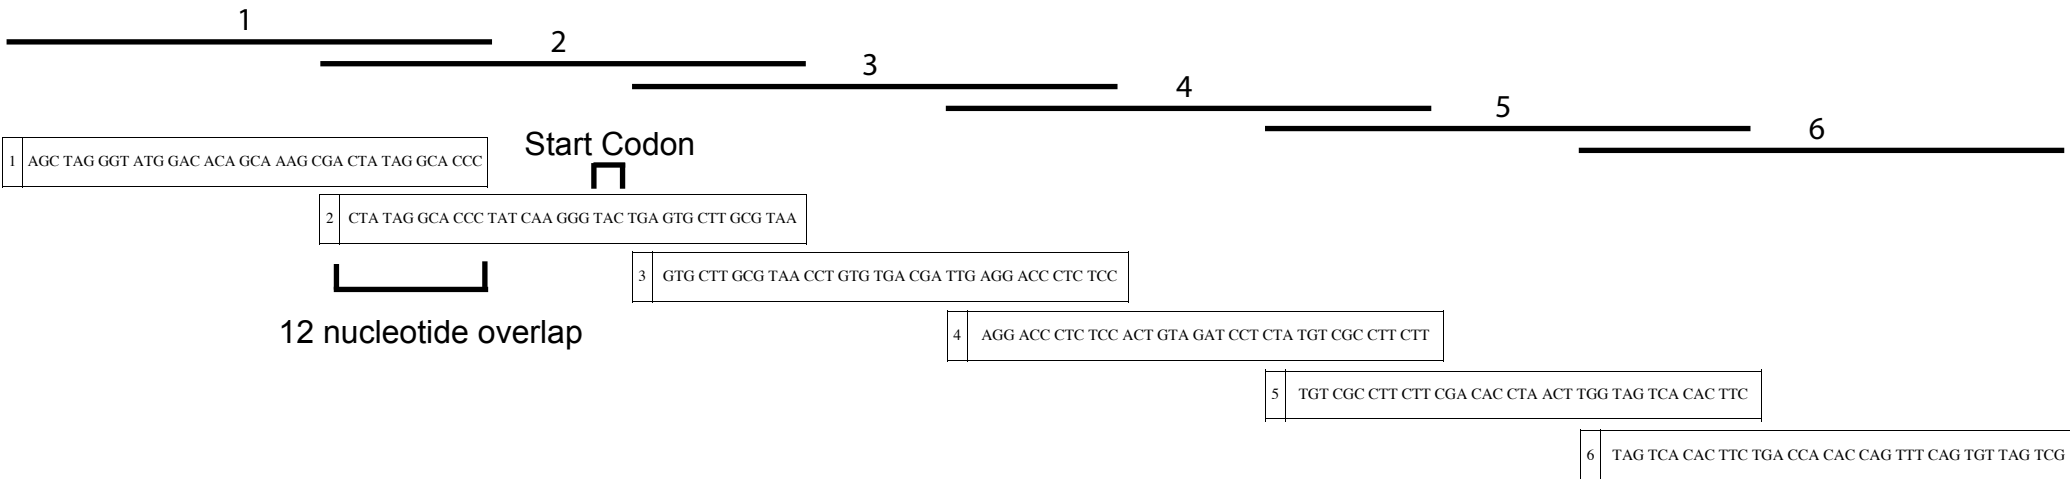 1
2
3
4
5
6
Start Codon
1 AGC TAG GGT ATG GAC ACA GCA AAG CGA CTA TAG GCA CCC
2 CTA TAG GCA CCC TAT CAA GGG TAC TGA GTG CTT GCG TAA
3 GTG CTT GCG TAA CCT GTG TGA CGA TTG AGG ACC CTC TCC
12 nucleotide overlap
4 AGG ACC CTC TCC ACT GTA GAT CCT CTA TGT CGC CTT CTT
5 TGT CGC CTT CTT CGA CAC CTA ACT TGG TAG TCA CAC TTC
6 TAG TCA CAC TTC TGA CCA CAC CAG TTT CAG TGT TAG TCG